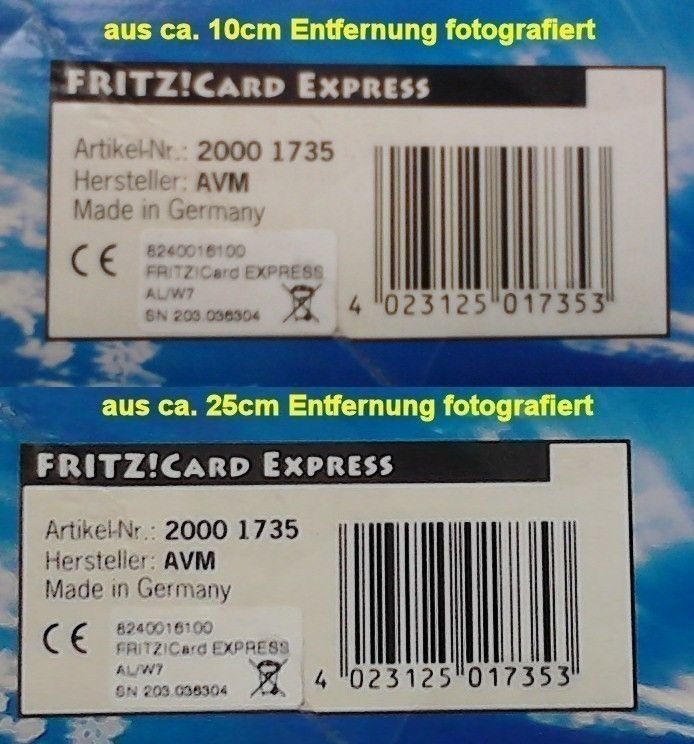 aus ca. 10cm Entfernung fotografiert
FRITZ!CARD EXPRESS
Artikel-Nr.: 2000 1735
Hersteller: AVM
Made in Germany
CE
8240016100
FRITZ!Card EXPRESS
AL/W7
SN 203.036304
4 023125 017353
aus ca. 25cm Entfernung fotografiert
FRITZ!CARD EXPRESS
Artikel-Nr.: 2000 1735
Hersteller: AVM
Made in Germany
CE
8240016100
FRITZ!Card EXPRESS
AL/W7
SN 203.036304
4 023125 017353